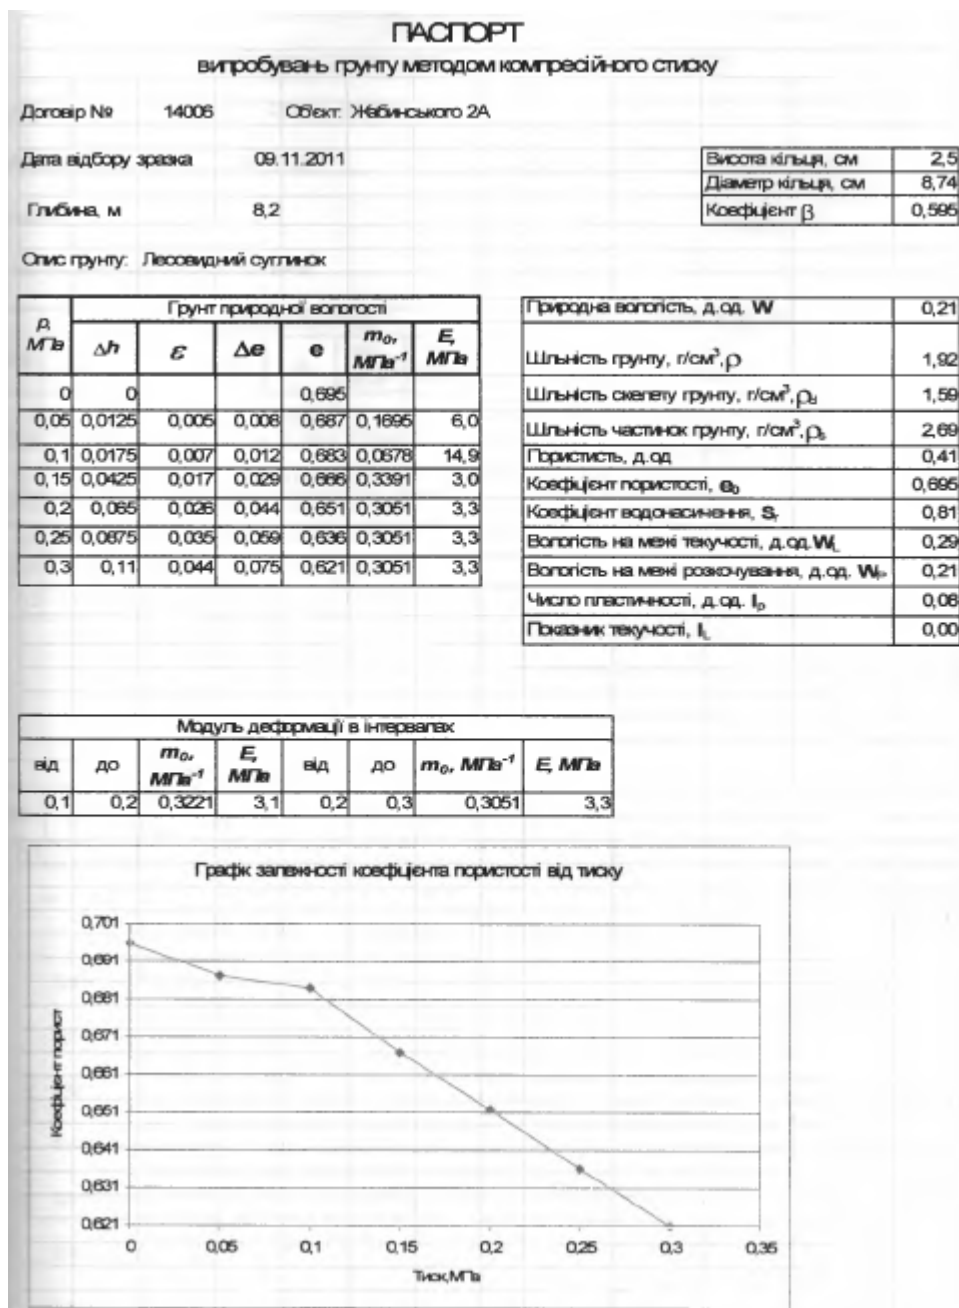 ПАСПОРТ
випробувань грунту методом компресійного стиску
Договір № 14006 Об'єкт: Жабинського 2А
Дата відбору зразка 09.11.2011
Висота кільця, см 2,5
Діаметр кільця, см 8,74
Глибина, м 8,2
Коефіцієнт β 0,595
Опис грунту: Лесовидний суглинок
Грунт природної вологості
р, МПа Δh ε Δe e m₀, МПа⁻¹ E, МПа
0 0 0,695
0,05 0,0125 0,005 0,008 0,687 0,1695 6,0
0,1 0,0175 0,007 0,012 0,683 0,0678 14,9
0,15 0,0425 0,017 0,029 0,666 0,3391 3,0
0,2 0,065 0,026 0,044 0,651 0,3051 3,3
0,25 0,0875 0,035 0,059 0,636 0,3051 3,3
0,3 0,11 0,044 0,075 0,621 0,3051 3,3
Природна вологість, д.од. W 0,21
Шільність грунту, г/см³, ρ 1,92
Шільність скелету грунту, г/см³, ρd 1,59
Шільність частинок грунту, г/см³, ρs 2,69
Пористисть, д.од 0,41
Коефіцієнт пористості, e₀ 0,695
Коефіцієнт водонасичення, Sr 0,81
Вологість на межі текучості, д.од. WL 0,29
Вологість на межі розкочування, д.од. WP 0,21
Число пластичності, д.од. Ip 0,08
Показник текучості, IL 0,00
Модуль деформації в інтервалах
від до m₀, МПа⁻¹ E, МПа від до m₀, МПа⁻¹ E, МПа
0,1 0,2 0,3221 3,1 0,2 0,3 0,3051 3,3
Графік залежності коефіцієнта пористості від тиску
Коефіцієнт порист
0,701
0,691
0,681
0,671
0,661
0,651
0,641
0,631
0,621
0 0,05 0,1 0,15 0,2 0,25 0,3 0,35
Тиск,МПа